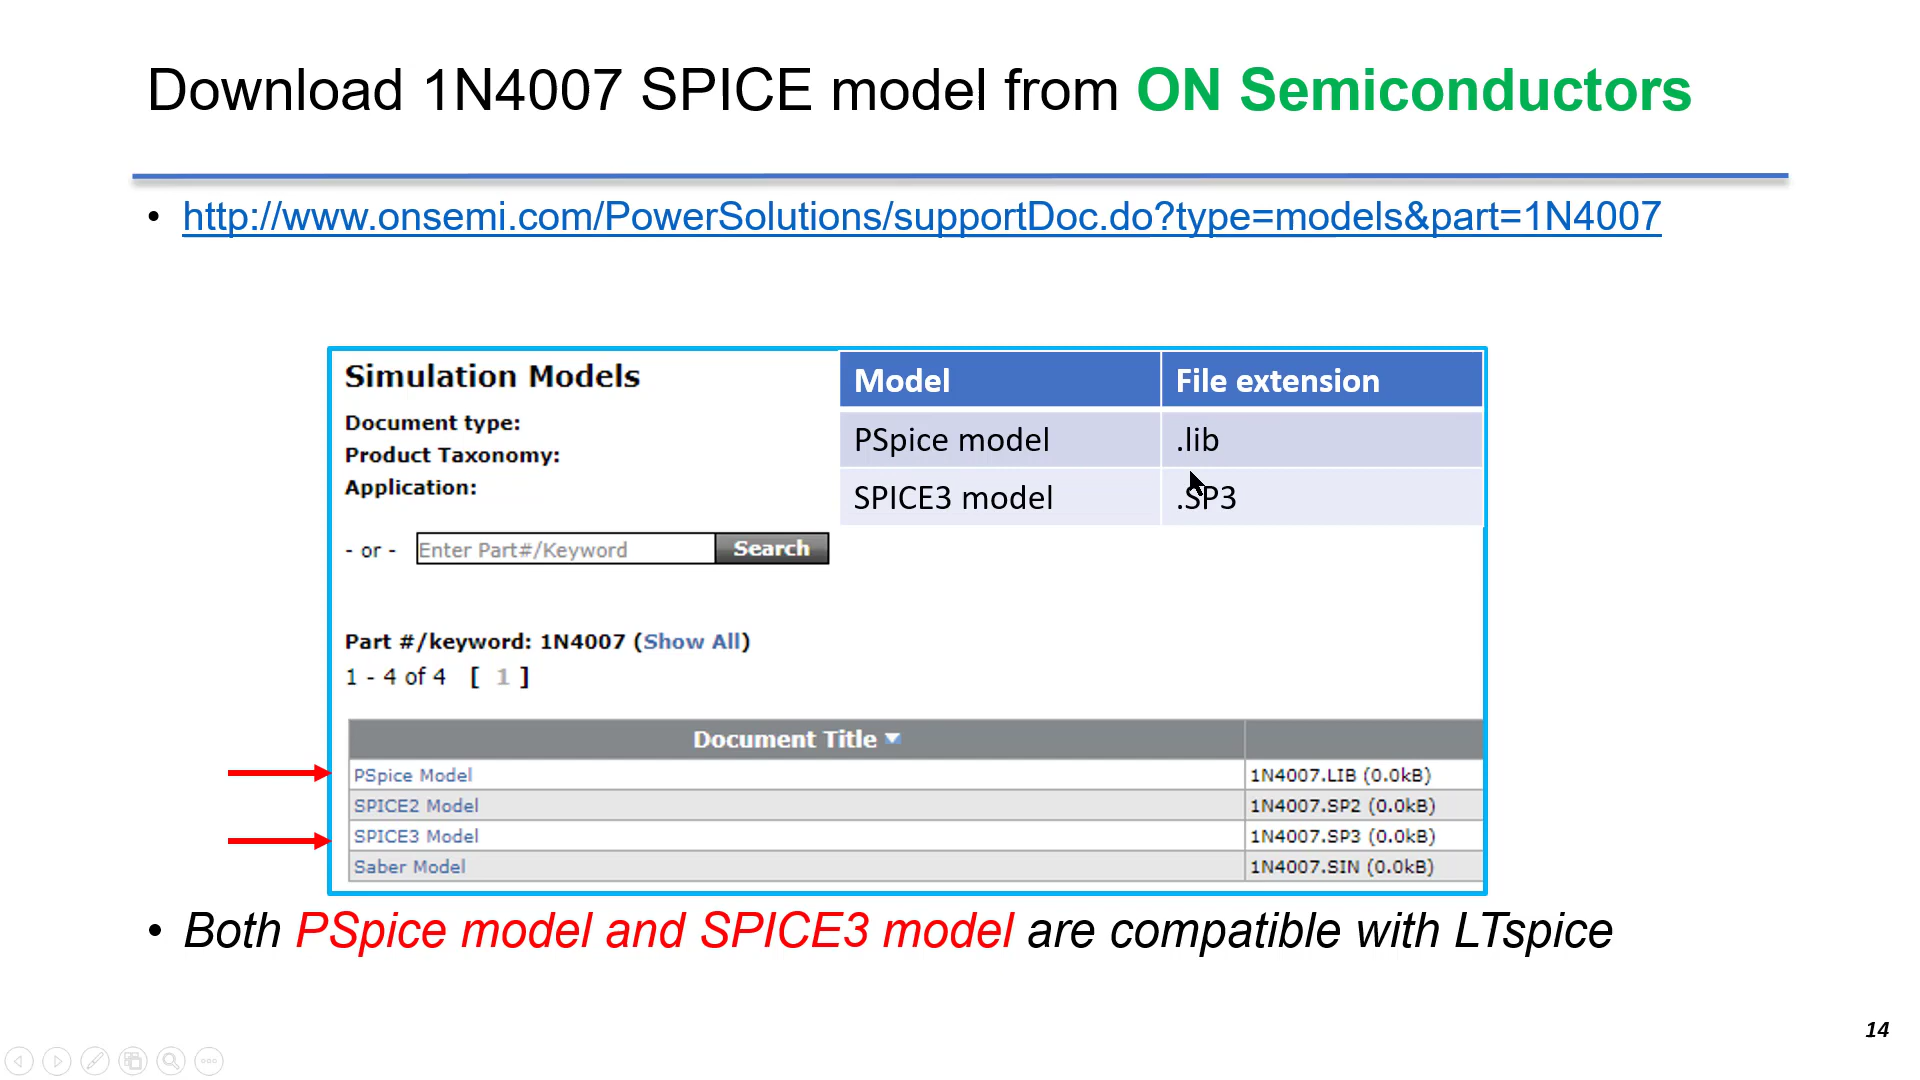 Download 1N4007 SPICE model from ON Semiconductors
• http://www.onsemi.com/PowerSolutions/supportDoc.do?type=models&part=1N4007
Simulation Models
Document type:
Product Taxonomy:
Application:
Model File extension
PSpice model .lib
SPICE3 model .SP3
- or - Enter Part#/Keyword Search
Part #/keyword: 1N4007 (Show All)
1 - 4 of 4 [ 1 ]
Document Title
PSpice Model 1N4007.LIB (0.0kB)
SPICE2 Model 1N4007.SP2 (0.0kB)
SPICE3 Model 1N4007.SP3 (0.0kB)
Saber Model 1N4007.SIN (0.0kB)
• Both PSpice model and SPICE3 model are compatible with LTspice
14